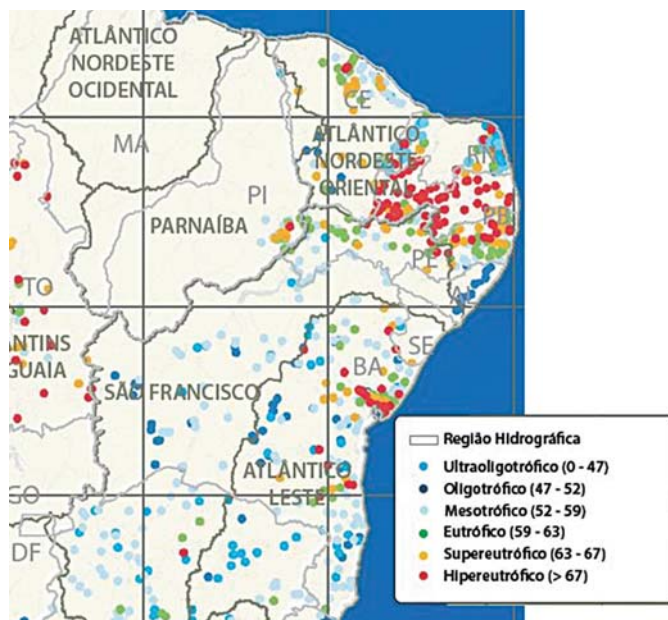 ATLÂNTICO
NORDESTE
OCIDENTAL
CE
MA
ATLÂNTICO
NORDESTE
ORIENTAL
RN
PI
PARNAÍBA
PB
PE
TO
AL
ANTINS
GUAIA
SE
BA
SÃO FRANCISCO
ATLÂNTICO
LESTE
GO
DF
Região Hidrográfica
Ultraoligotrófico (0 - 47)
Oligotrófico (47 - 52)
Mesotrófico (52 - 59)
Eutrófico (59 - 63)
Supereutrófico (63 - 67)
Hipereutrófico (> 67)